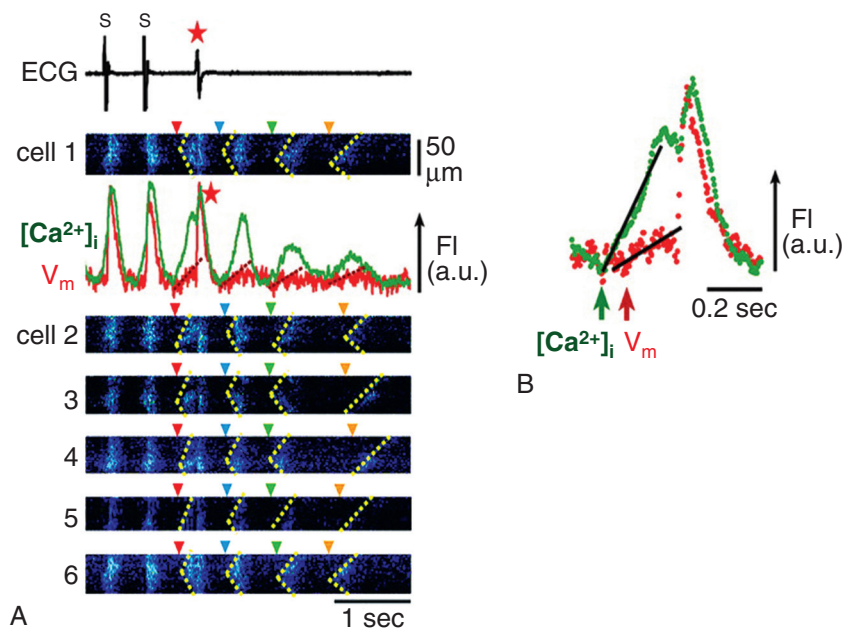 S S
ECG
cell 1
50
μm
[Ca²⁺]ᵢ
Vₘ
Fl
(a.u.)
cell 2
3
4
5
6
A
1 sec
Fl
(a.u.)
0.2 sec
[Ca²⁺]ᵢ Vₘ
B